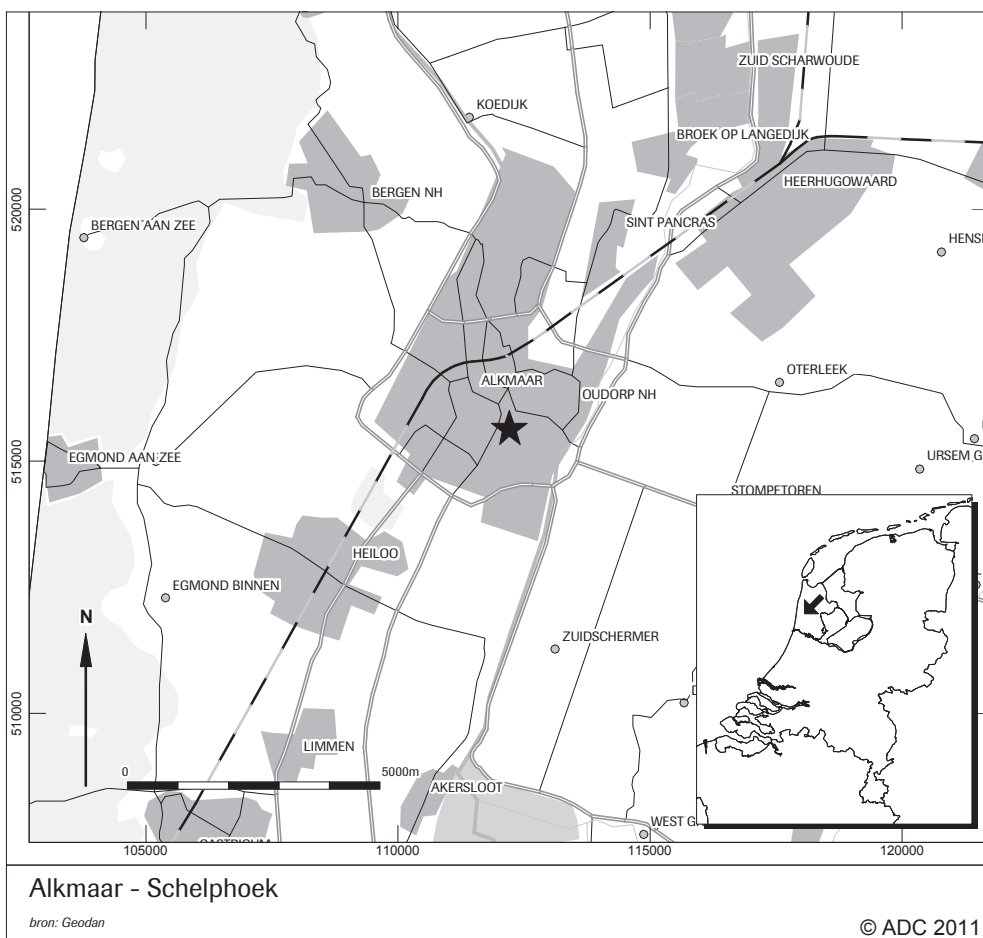 ZUID SCHARWOUDE
KOEDIJK
BROEK OP LANGEDIJK
HEERHUGOWAARD
BERGEN NH
520000
SINT PANCRAS
BERGEN AAN ZEE
OTERLEEK
ALKMAAR
OUDORP NH
515000
EGMOND AAN ZEE
URSEM G
STOMPETOREN
HEILOO
EGMOND BINNEN
N
ZUIDSCHERMER
510000
LIMMEN
0
5000m
AKERSLOOT
WEST G
105000
110000
115000
120000
Alkmaar - Schelphoek
bron: Geodan
© ADC 2011